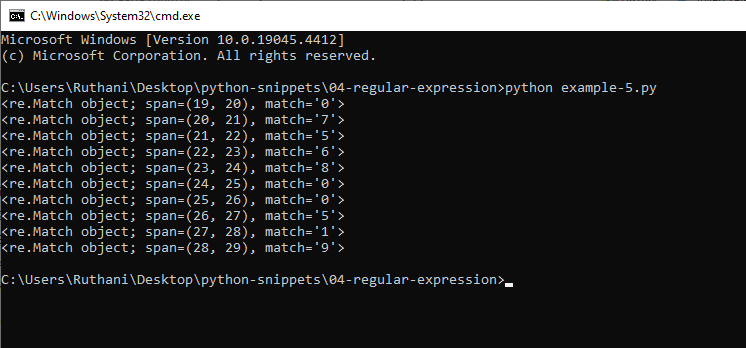 C:\Windows\System32\cmd.exe
Microsoft Windows [Version 10.0.19045.4412]
(c) Microsoft Corporation. All rights reserved.
C:\Users\Ruthani\Desktop\python-snippets\04-regular-expression>python example-5.py
<re.Match object; span=(19, 20), match='0'>
<re.Match object; span=(20, 21), match='7'>
<re.Match object; span=(21, 22), match='5'>
<re.Match object; span=(22, 23), match='6'>
<re.Match object; span=(23, 24), match='8'>
<re.Match object; span=(24, 25), match='0'>
<re.Match object; span=(25, 26), match='0'>
<re.Match object; span=(26, 27), match='5'>
<re.Match object; span=(27, 28), match='1'>
<re.Match object; span=(28, 29), match='9'>
C:\Users\Ruthani\Desktop\python-snippets\04-regular-expression>